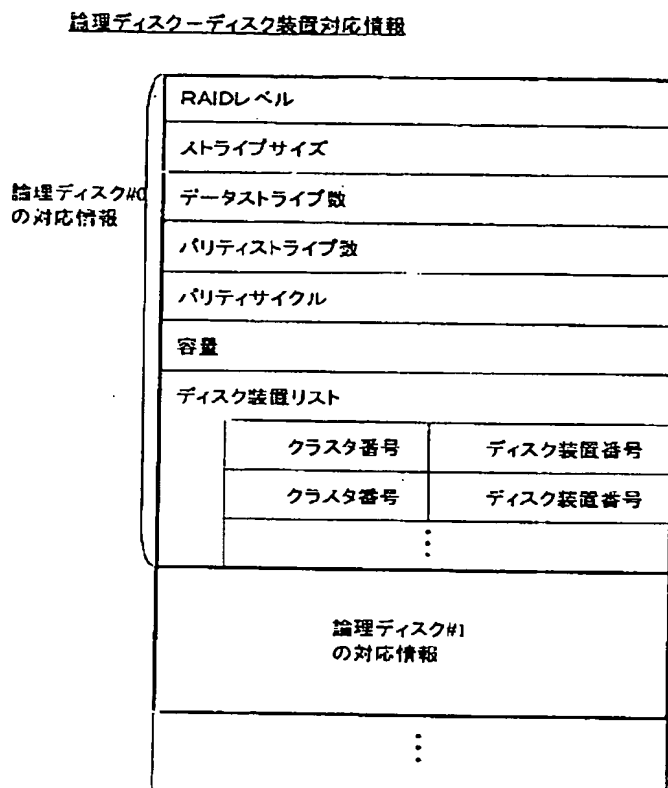 論理ディスクーディスク装置対応情報
RAIDレベル
ストライプサイズ
論理ディスク#0
の対応情報
データストライプ数
パリティストライプ数
パリティサイクル
容量
ディスク装置リスト
クラスタ番号 ディスク装置番号
クラスタ番号 ディスク装置番号
⋮
論理ディスク#1
の対応情報
⋮